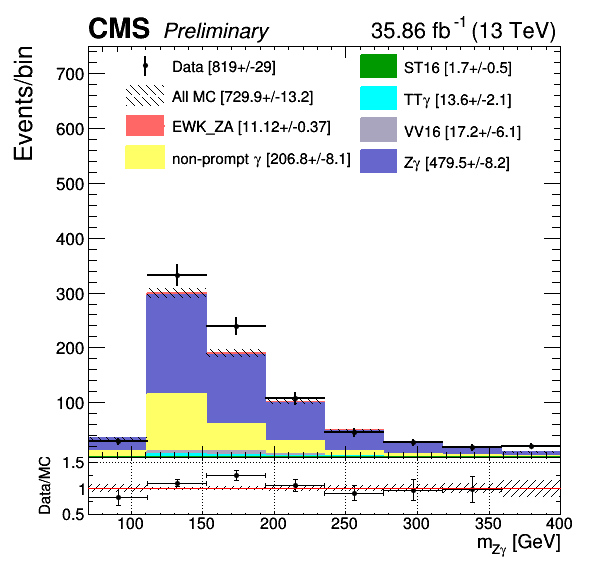 CMS Preliminary 35.86 fb⁻¹ (13 TeV)
Events/bin
Data [819+/-29]
All MC [729.9+/-13.2]
EWK_ZA [11.12+/-0.37]
non-prompt γ [206.8+/-8.1]
ST16 [1.7+/-0.5]
TTγ [13.6+/-2.1]
VV16 [17.2+/-6.1]
Zγ [479.5+/-8.2]
700
600
500
400
300
200
100
Data/MC
1.5
1
0.5
100 150 200 250 300 350 400
m_Zγ [GeV]